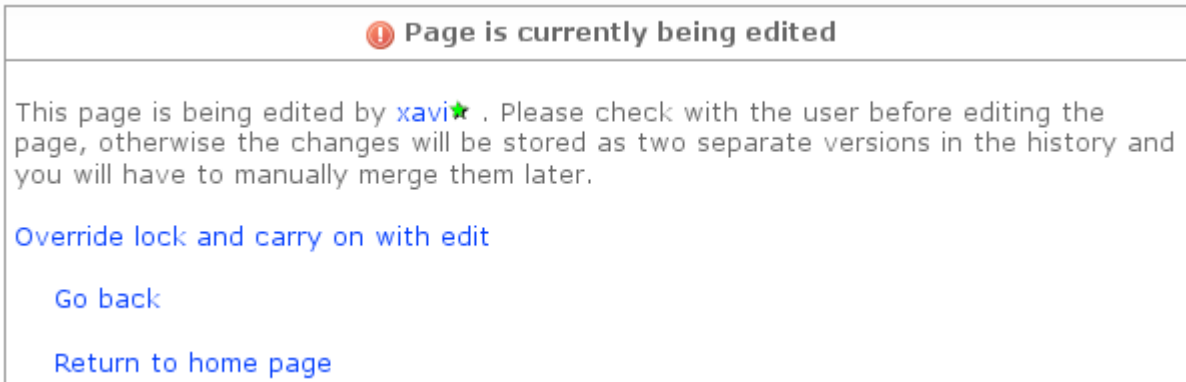 Page is currently being edited
This page is being edited by xavi . Please check with the user before editing the
page, otherwise the changes will be stored as two separate versions in the history and
you will have to manually merge them later.
Override lock and carry on with edit
Go back
Return to home page